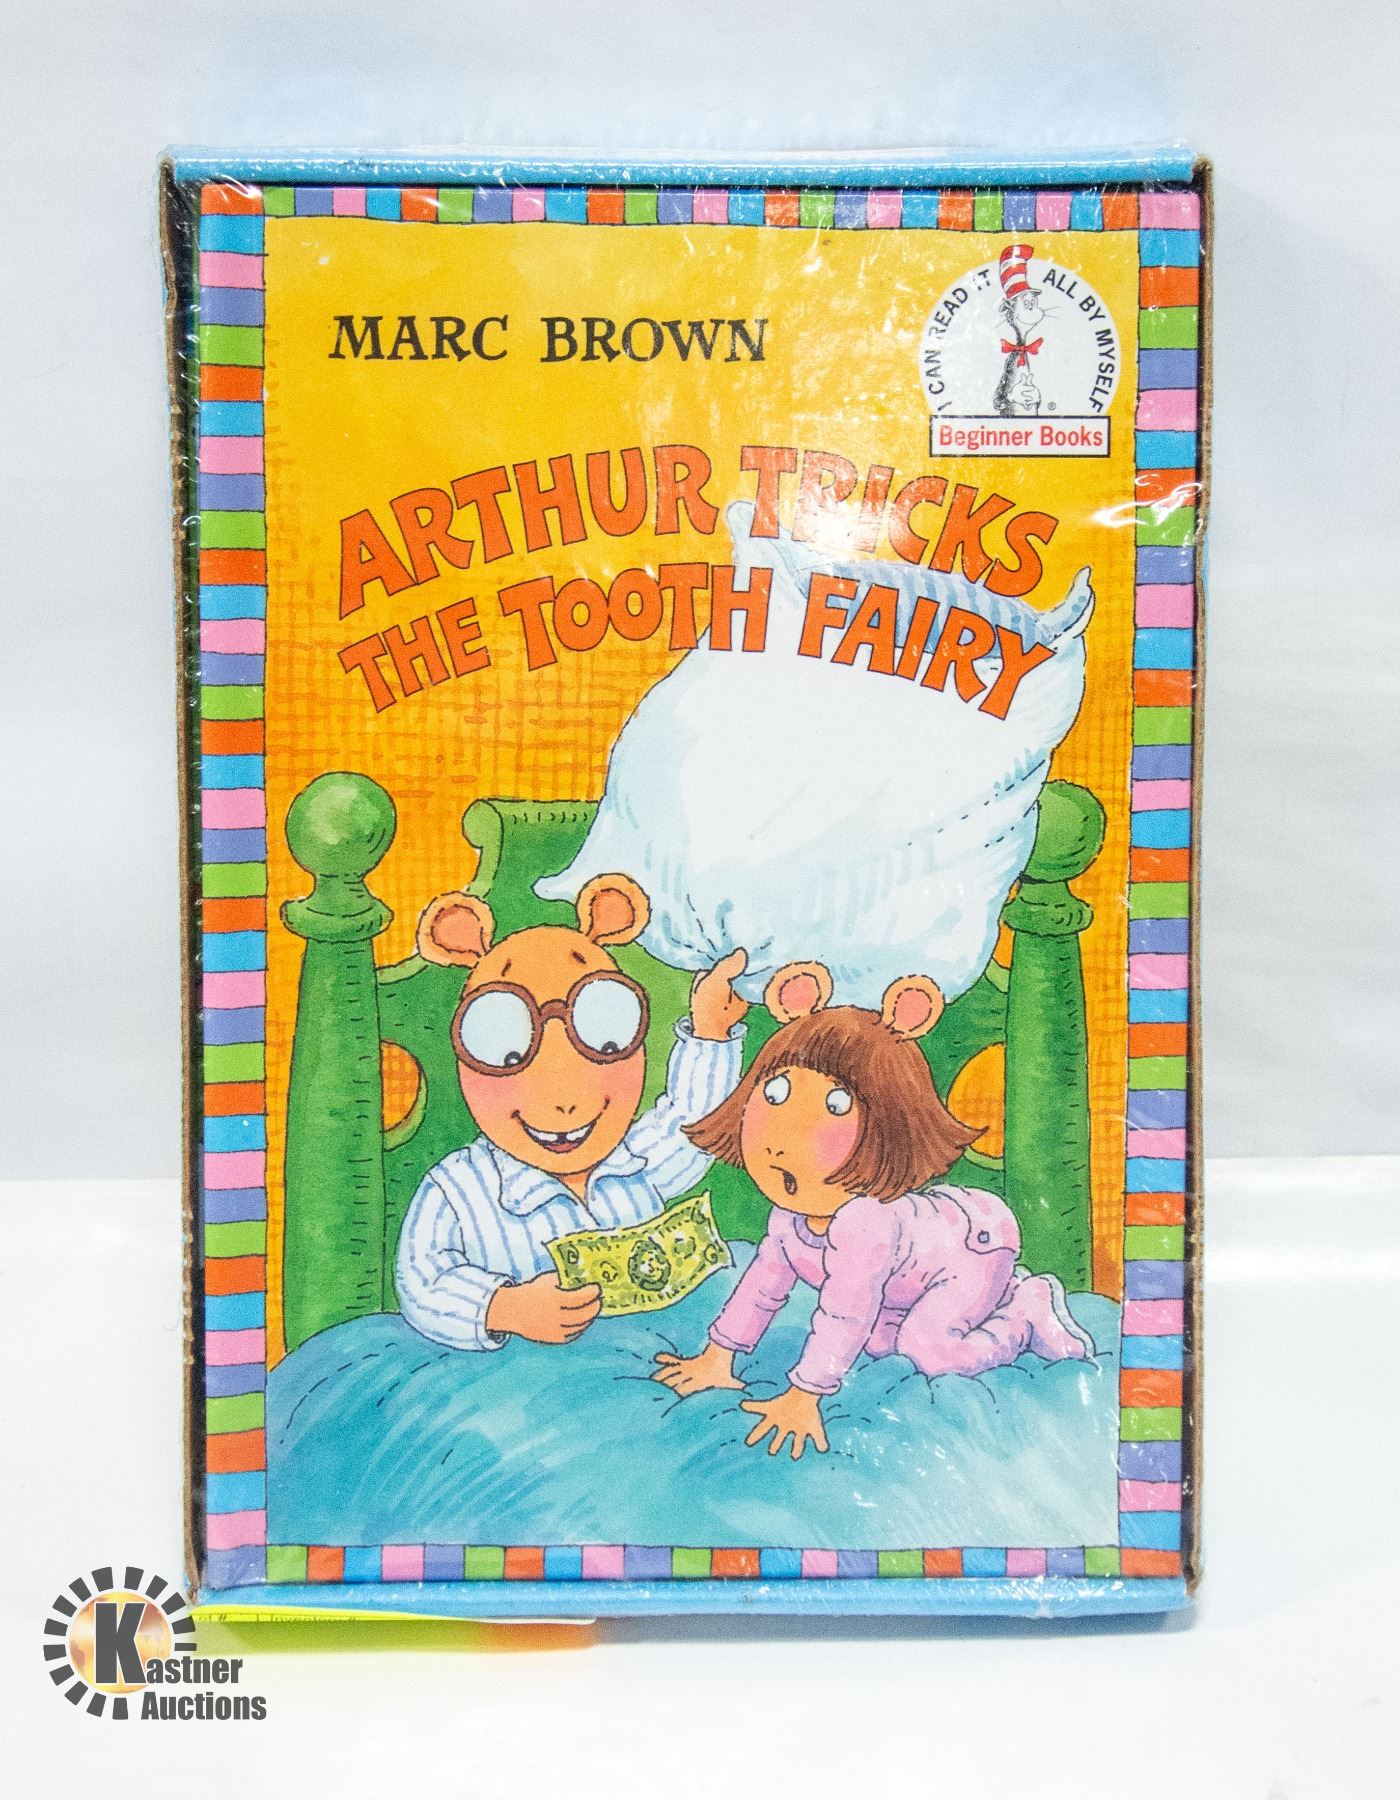 MARC BROWN
I CAN READ IT ALL BY MYSELF
®
Beginner Books
ARTHUR TRICKS
THE TOOTH FAIRY
Kastner
Auctions